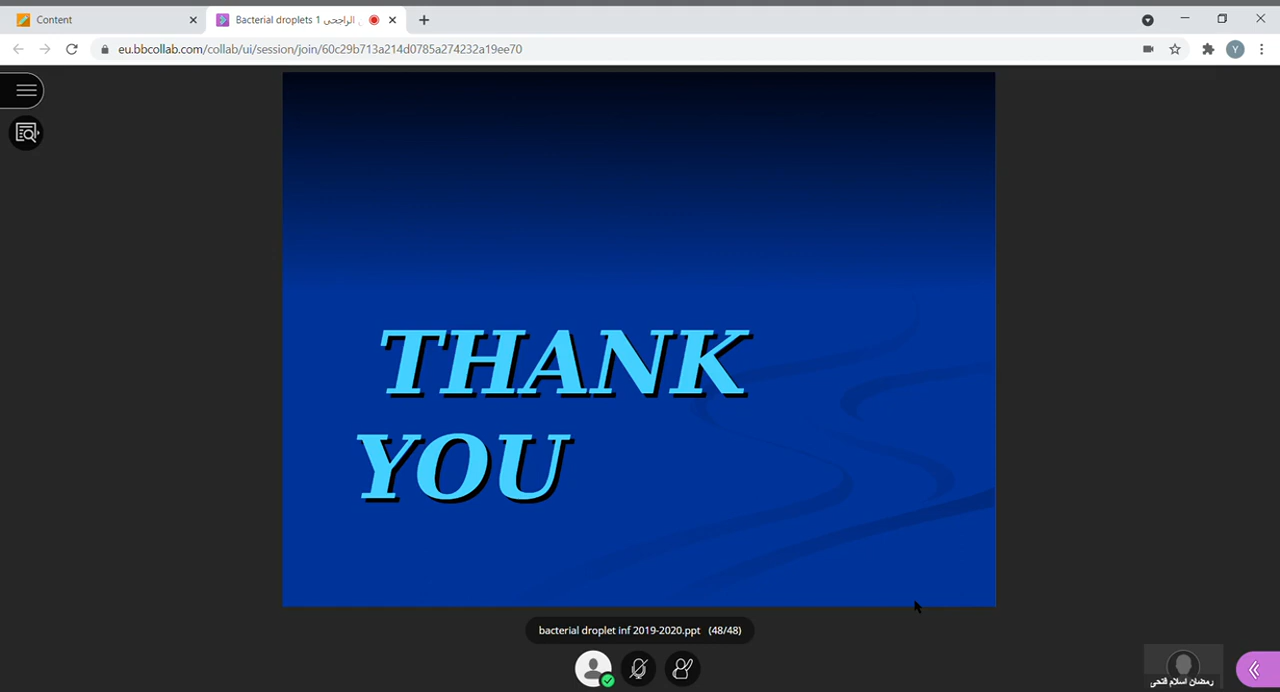 Content
Bacterial droplets 1 الراجحى
eu.bbcollab.com/collab/ui/session/join/60c29b713a214d0785a274232a19ee70
Y
THANK
YOU
bacterial droplet inf 2019-2020.ppt (48/48)
رمضان اسلام فتحى